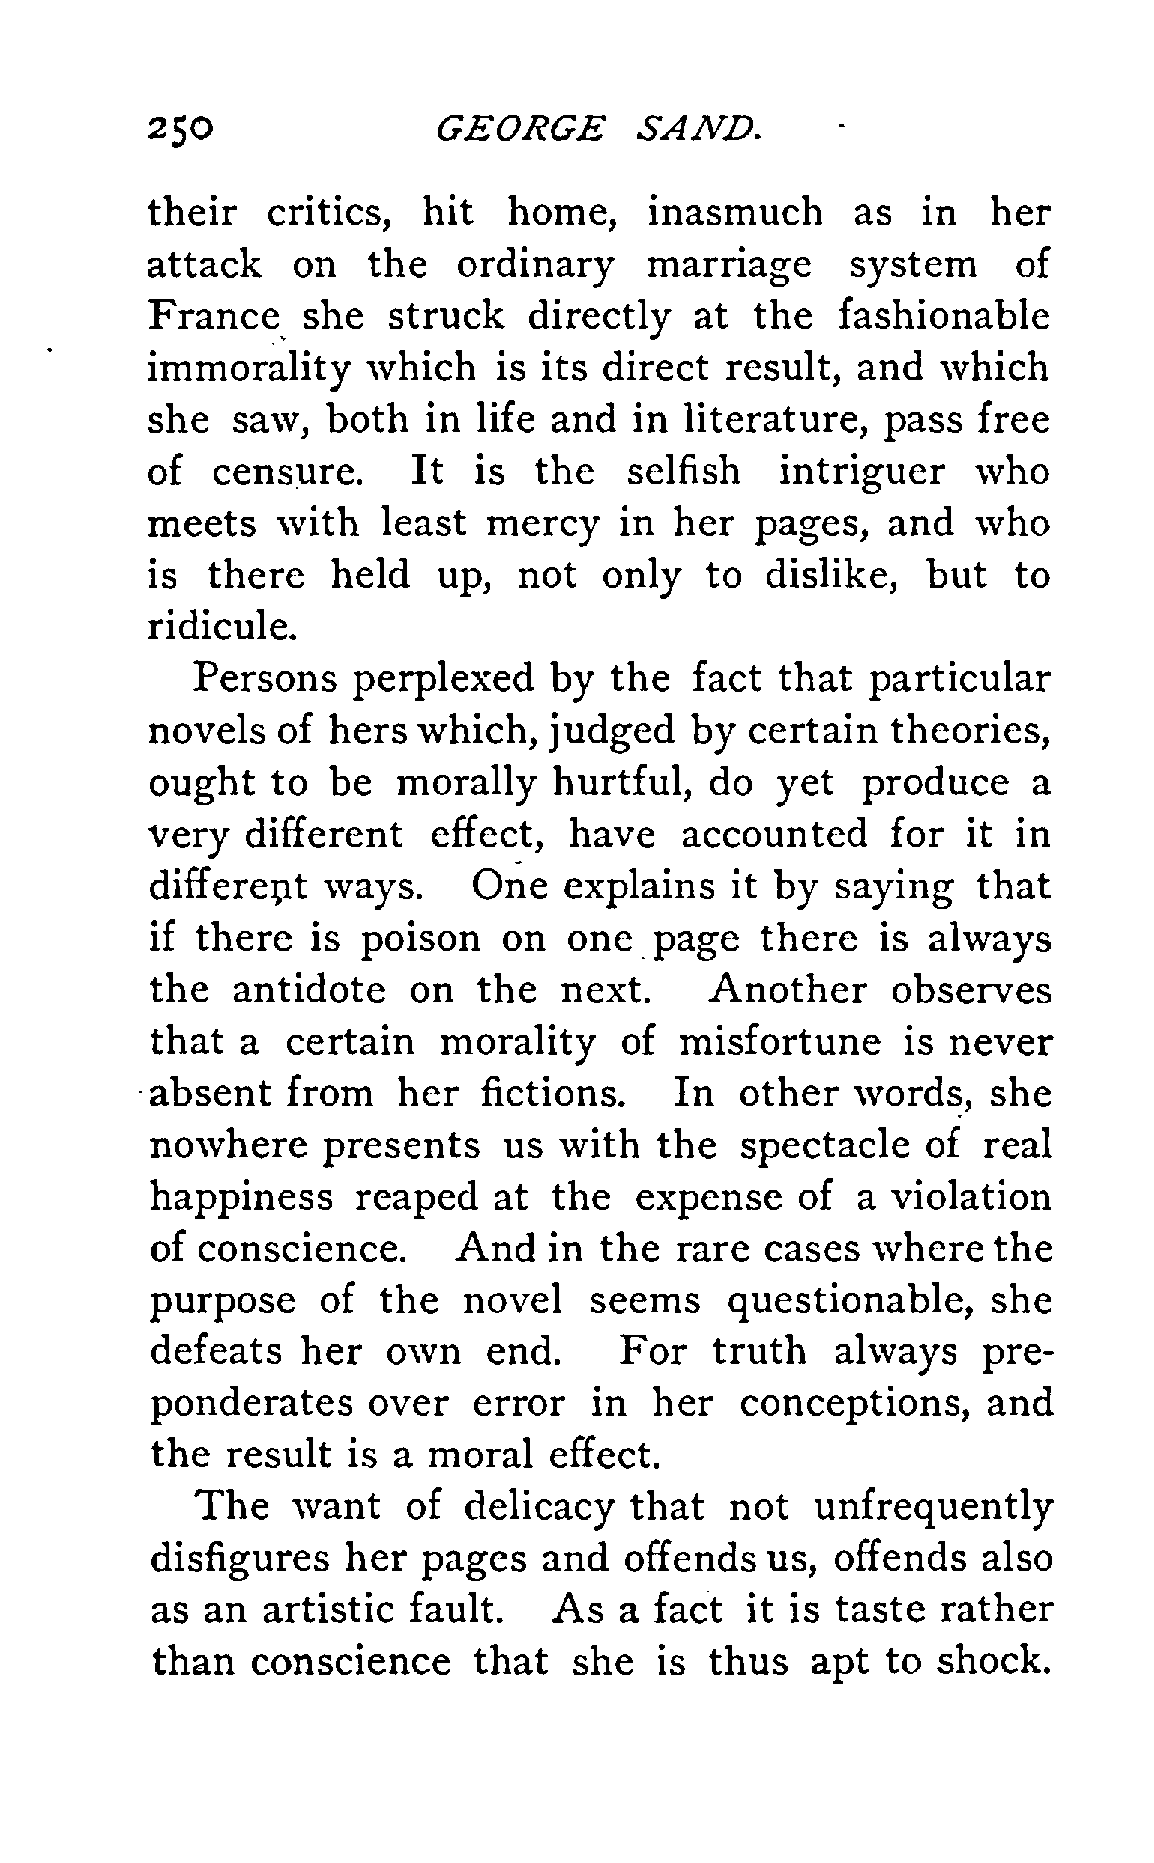 250 GEORGE SAND.
their critics, hit home, inasmuch as in her
attack on the ordinary marriage system of
France she struck directly at the fashionable
immorality which is its direct result, and which
she saw, both in life and in literature, pass free
of censure. It is the selfish intriguer who
meets with least mercy in her pages, and who
is there held up, not only to dislike, but to
ridicule.
Persons perplexed by the fact that particular
novels of hers which, judged by certain theories,
ought to be morally hurtful, do yet produce a
very different effect, have accounted for it in
different ways. One explains it by saying that
if there is poison on one page there is always
the antidote on the next. Another observes
that a certain morality of misfortune is never
absent from her fictions. In other words, she
nowhere presents us with the spectacle of real
happiness reaped at the expense of a violation
of conscience. And in the rare cases where the
purpose of the novel seems questionable, she
defeats her own end. For truth always pre-
ponderates over error in her conceptions, and
the result is a moral effect.
The want of delicacy that not unfrequently
disfigures her pages and offends us, offends also
as an artistic fault. As a fact it is taste rather
than conscience that she is thus apt to shock.